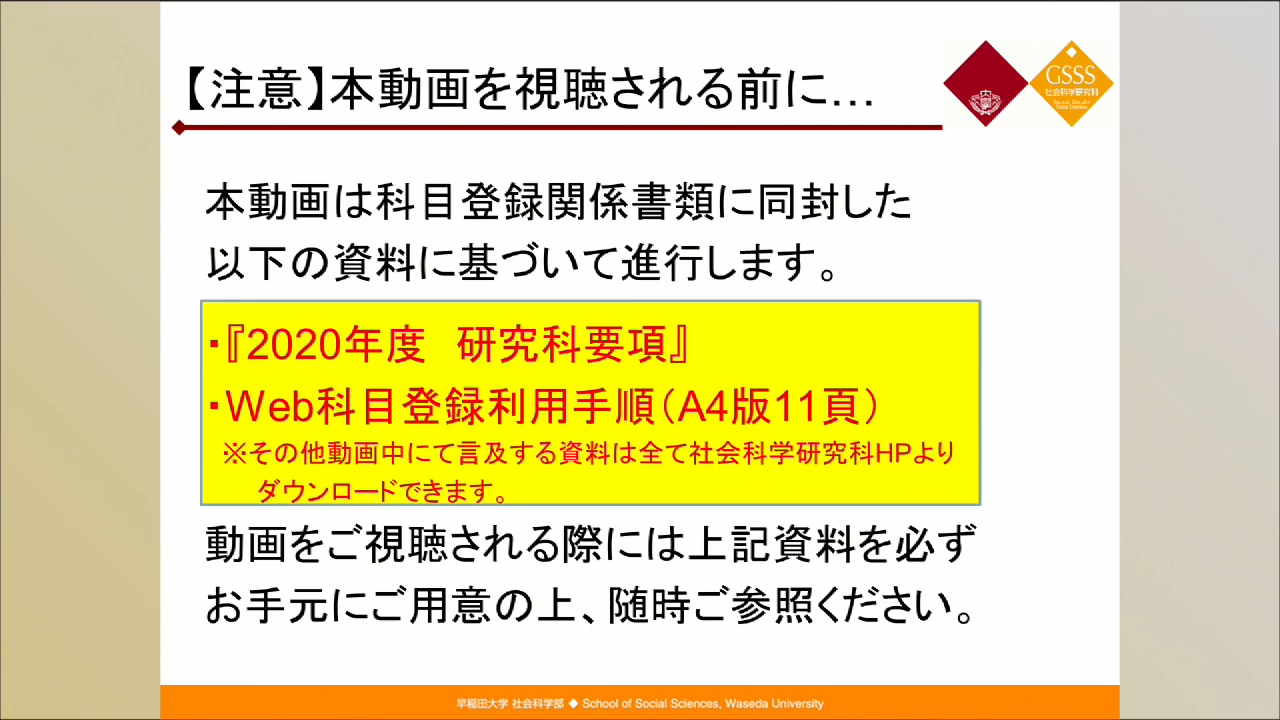 【注意】本動画を視聴される前に…
GSSS
社会科学研究科
本動画は科目登録関係書類に同封した
以下の資料に基づいて進行します。
・『2020年度　研究科要項』
・Web科目登録利用手順（A4版11頁）
※その他動画中にて言及する資料は全て社会科学研究科HPより
ダウンロードできます。
動画をご視聴される際には上記資料を必ず
お手元にご用意の上、随時ご参照ください。
早稲田大学 社会科学部 ◆ School of Social Sciences, Waseda University